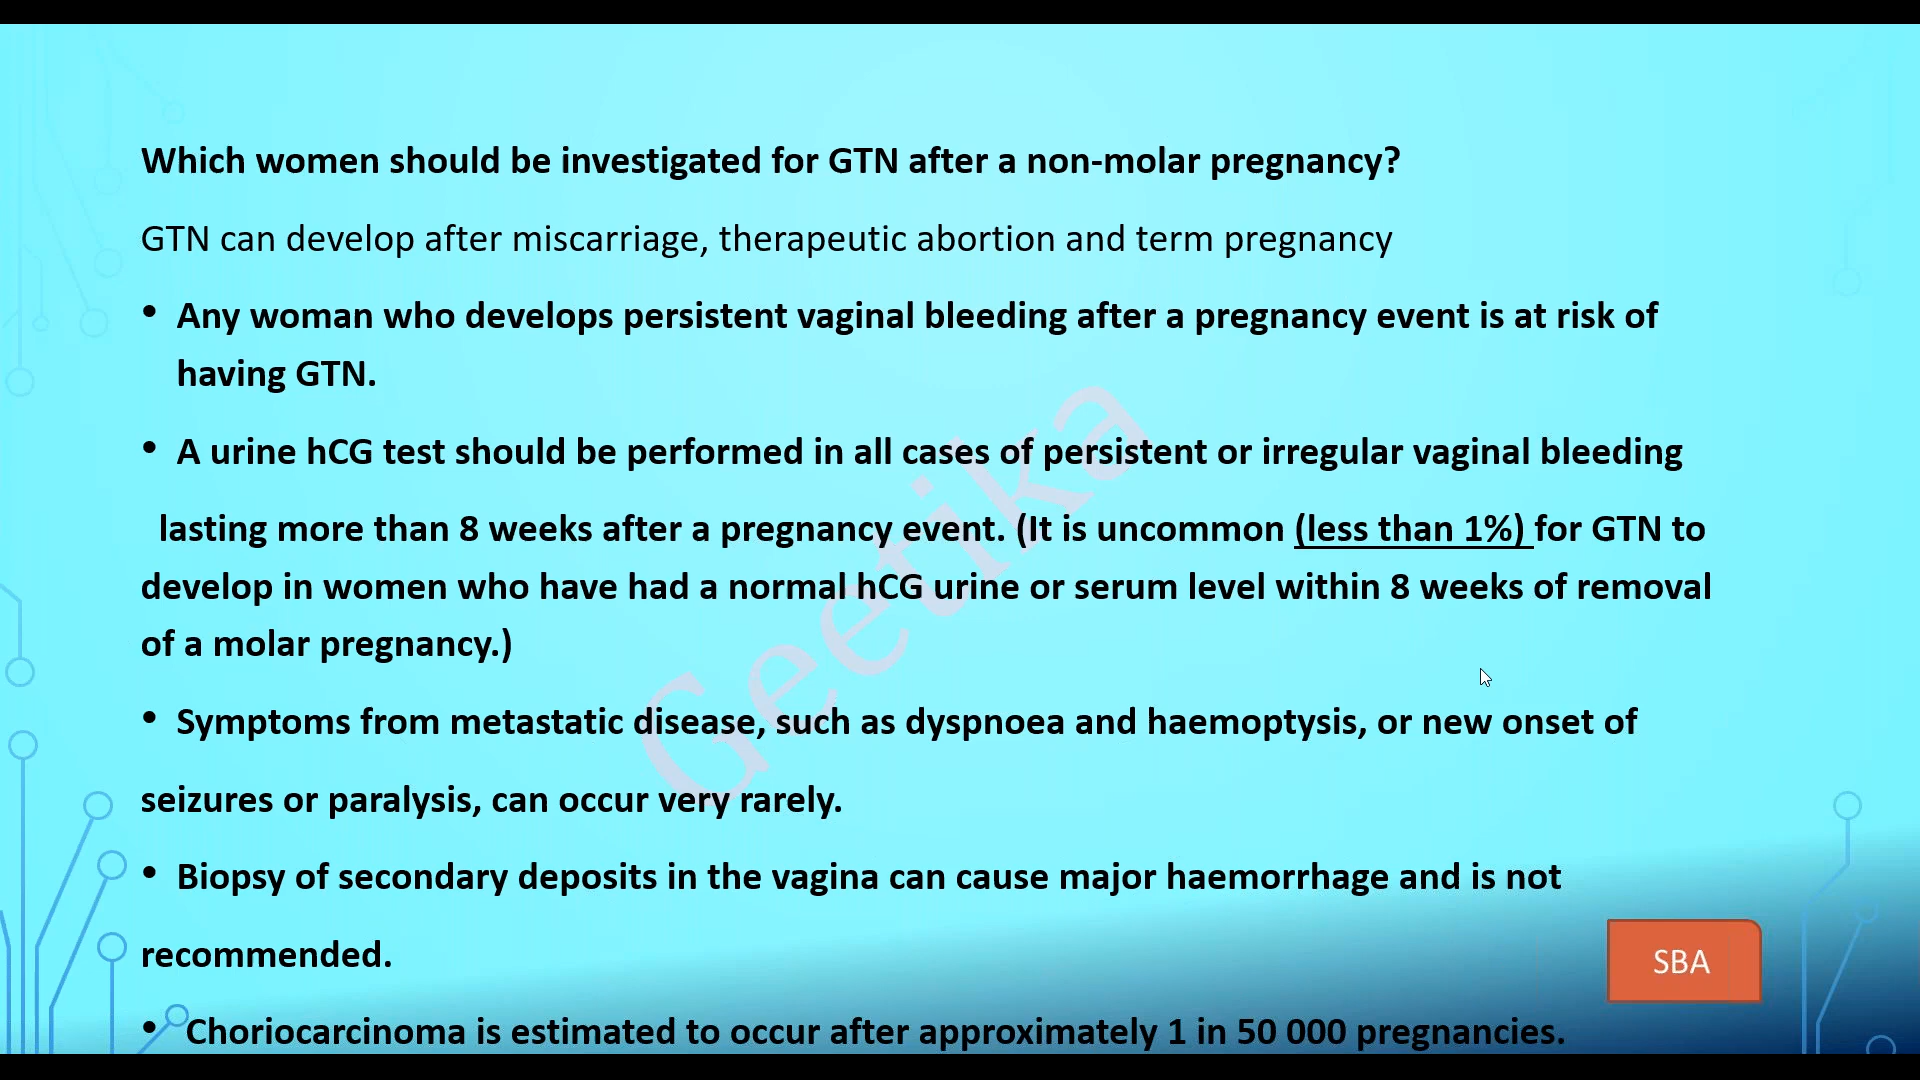 Which women should be investigated for GTN after a non-molar pregnancy?
GTN can develop after miscarriage, therapeutic abortion and term pregnancy
• Any woman who develops persistent vaginal bleeding after a pregnancy event is at risk of
having GTN.
• A urine hCG test should be performed in all cases of persistent or irregular vaginal bleeding
lasting more than 8 weeks after a pregnancy event. (It is uncommon (less than 1%) for GTN to
develop in women who have had a normal hCG urine or serum level within 8 weeks of removal
of a molar pregnancy.)
• Symptoms from metastatic disease, such as dyspnoea and haemoptysis, or new onset of
seizures or paralysis, can occur very rarely.
• Biopsy of secondary deposits in the vagina can cause major haemorrhage and is not
recommended.
• Choriocarcinoma is estimated to occur after approximately 1 in 50 000 pregnancies.
SBA
Geetika